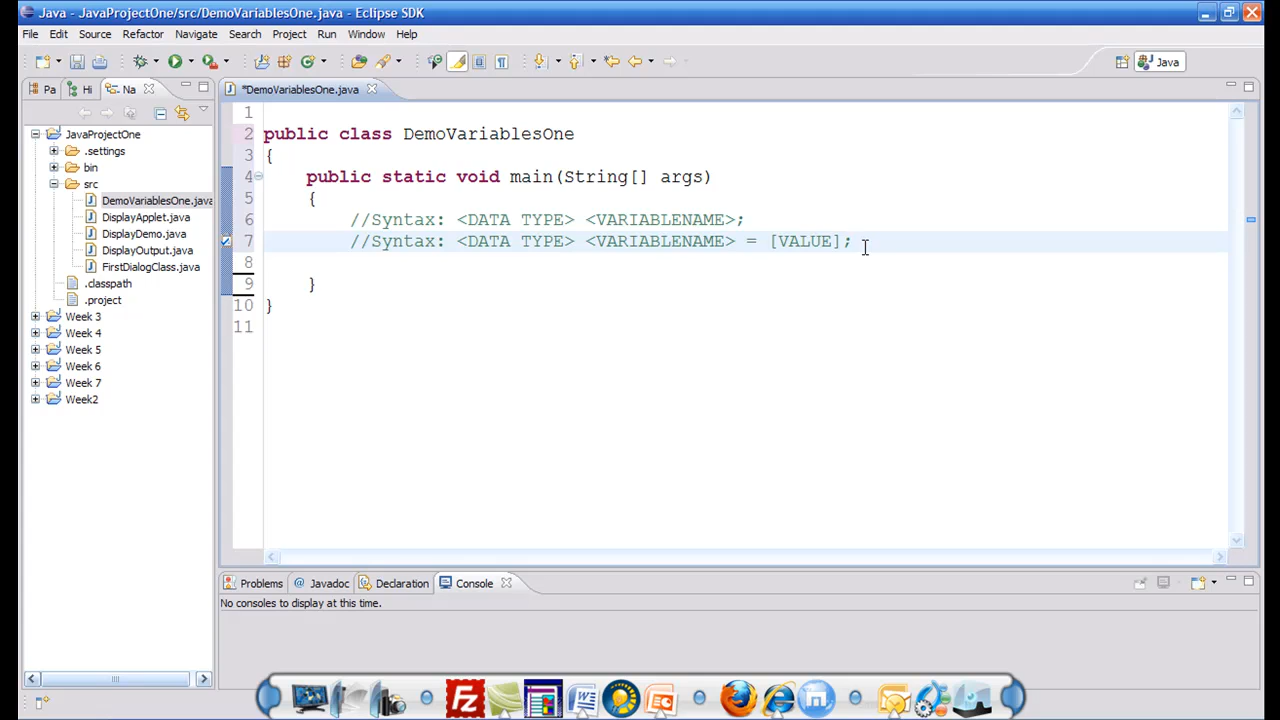 Java - JavaProjectOne/src/DemoVariablesOne.java - Eclipse SDK
File Edit Source Refactor Navigate Search Project Run Window Help
Java
Pa Hi Na
*DemoVariablesOne.java
JavaProjectOne
.settings
bin
src
DemoVariablesOne.java
DisplayApplet.java
DisplayDemo.java
DisplayOutput.java
FirstDialogClass.java
.classpath
.project
Week 3
Week 4
Week 5
Week 6
Week 7
Week2
1
2 public class DemoVariablesOne
3 {
4 public static void main(String[] args)
5 {
6 //Syntax: <DATA TYPE> <VARIABLENAME>;
7 //Syntax: <DATA TYPE> <VARIABLENAME> = [VALUE];
8
9 }
10 }
11
Problems @ Javadoc Declaration Console
No consoles to display at this time.
Fz W P